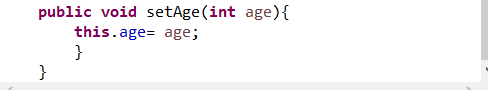 public void setAge(int age){
this.age= age;
}
}